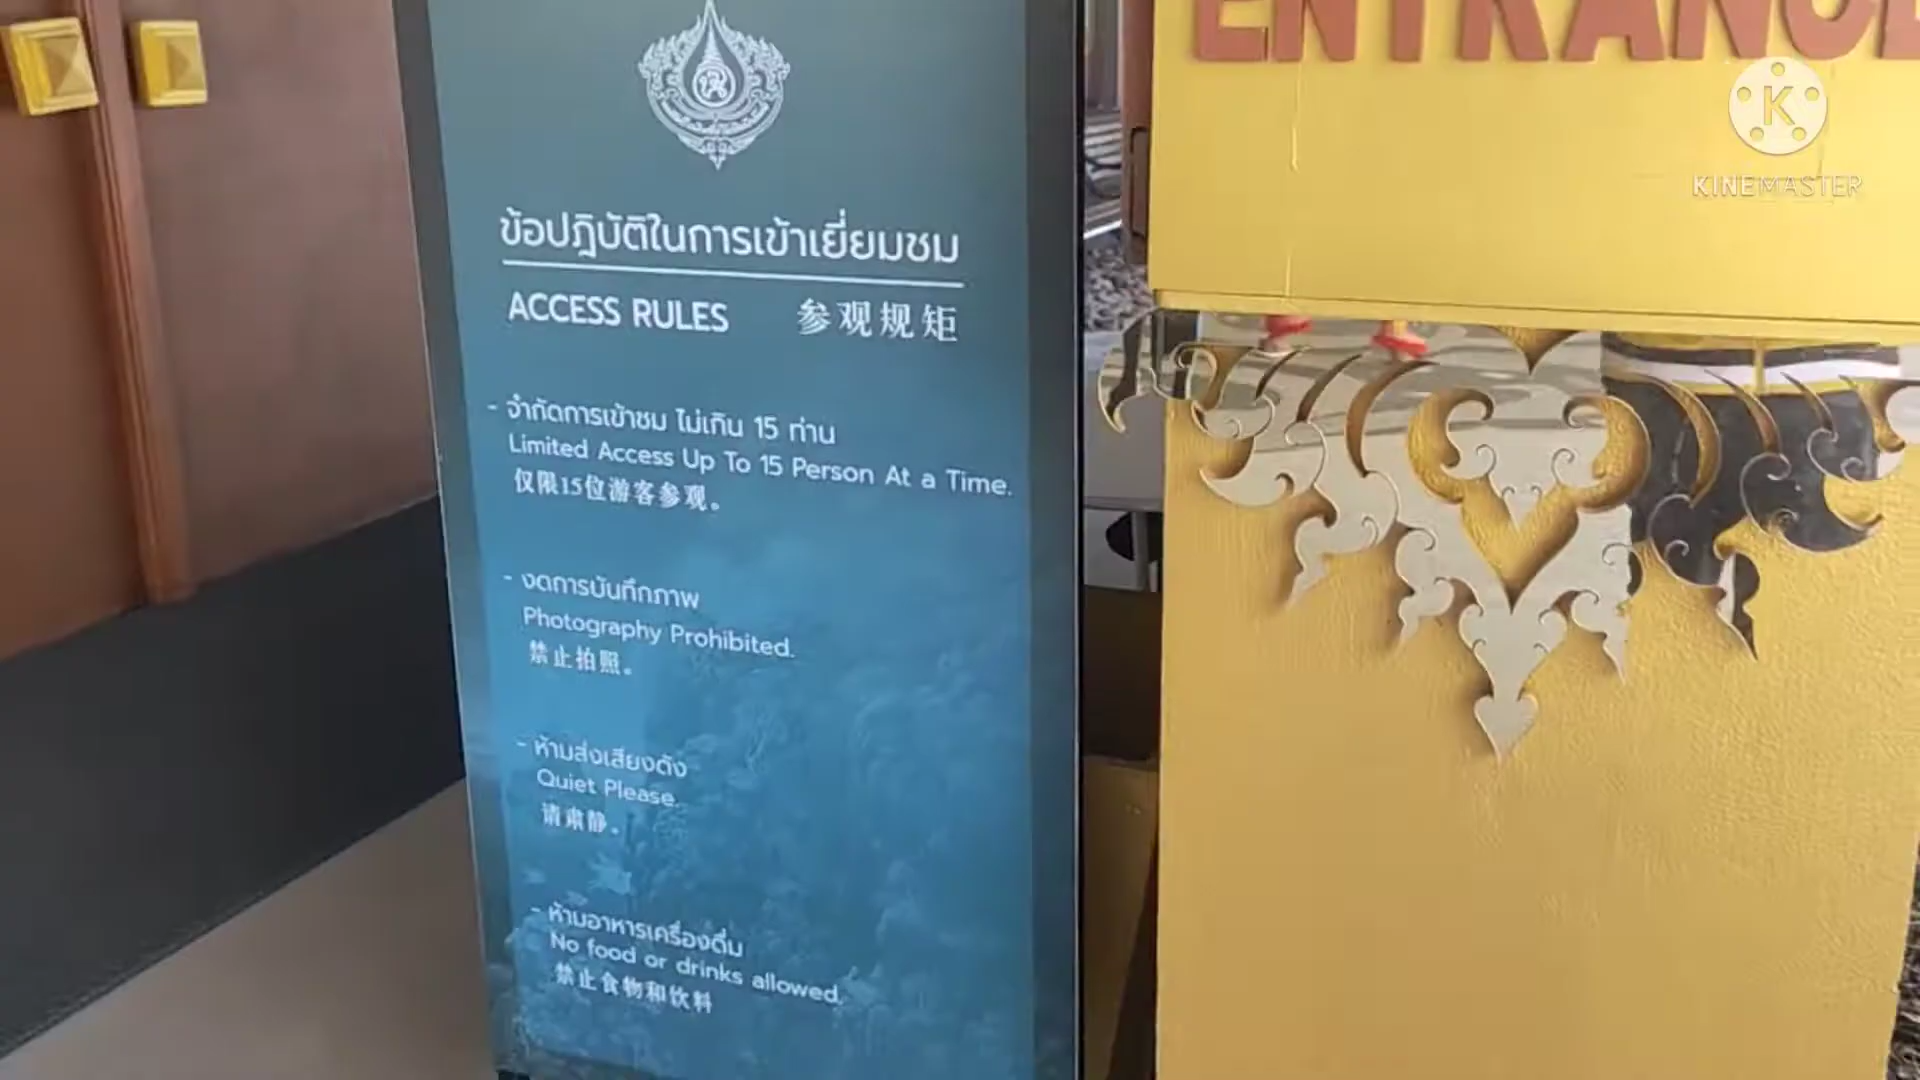 ข้อปฏิบัติในการเข้าเยี่ยมชม
ACCESS RULES 参观规矩
- จำกัดการเข้าชม ไม่เกิน 15 ท่าน
Limited Access Up To 15 Person At a Time.
仅限15位游客参观。
- งดการบันทึกภาพ
Photography Prohibited.
禁止拍照。
- ห้ามส่งเสียงดัง
Quiet Please.
请肃静。
- ห้ามอาหารเครื่องดื่ม
No food or drinks allowed.
禁止食物和饮料
ENTRANCE
K
KINEMASTER